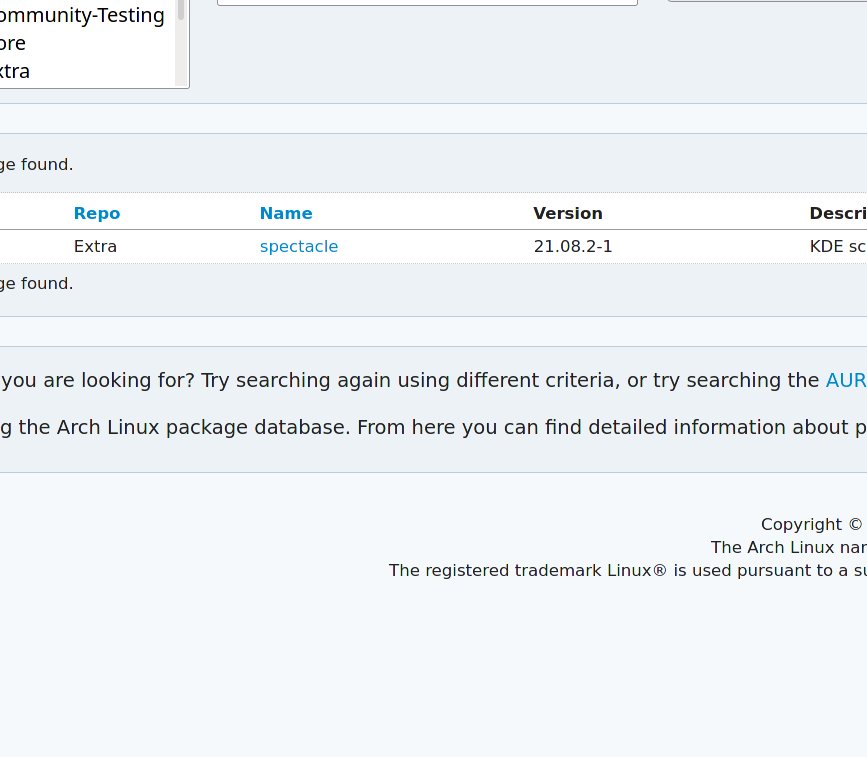 ommunity-Testing
ore
xtra
ge found.
Repo Name Version Descri
Extra spectacle 21.08.2-1 KDE sc
ge found.
you are looking for? Try searching again using different criteria, or try searching the AUR
g the Arch Linux package database. From here you can find detailed information about p
Copyright ©
The Arch Linux nar
The registered trademark Linux® is used pursuant to a su